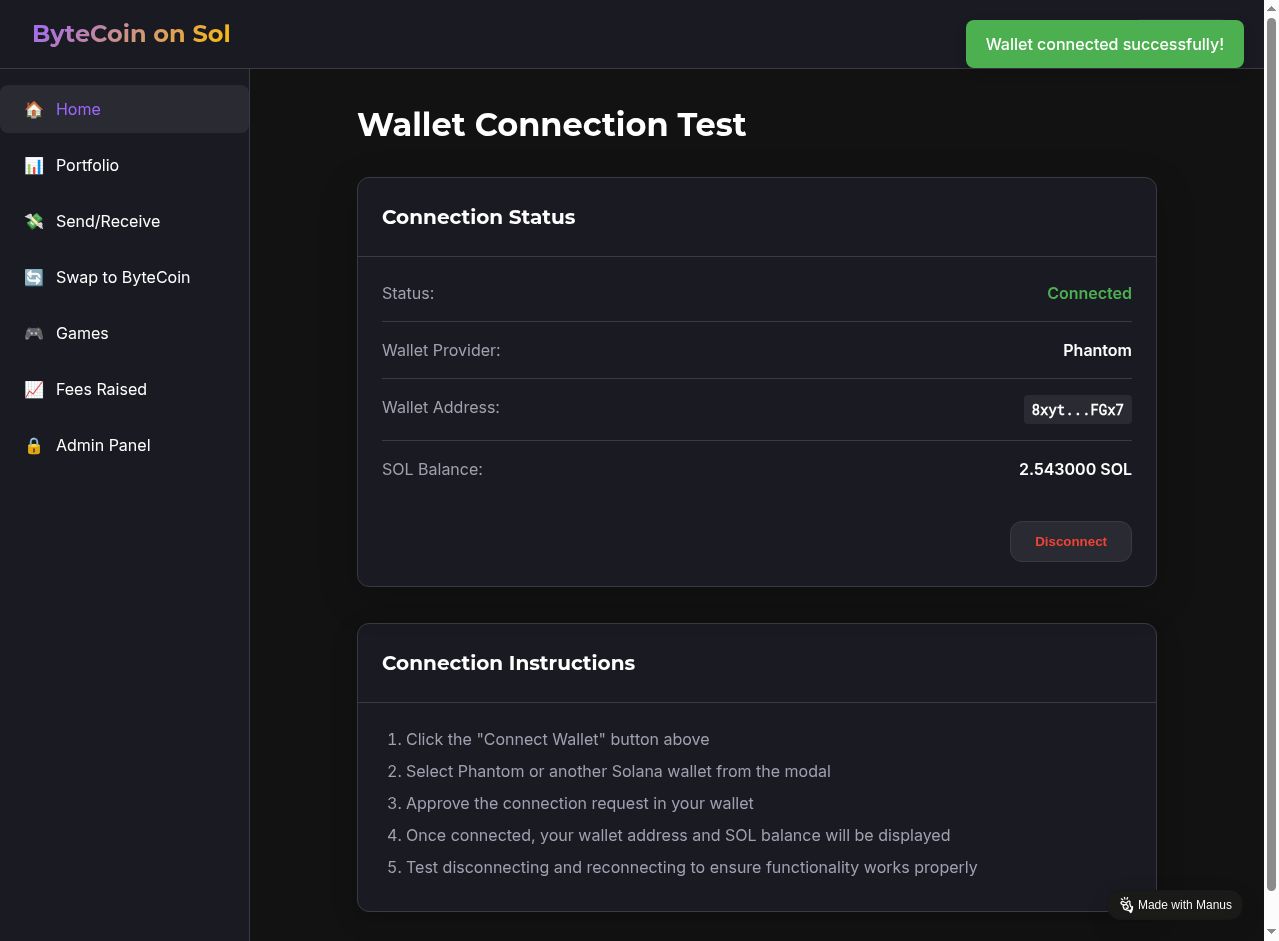 ByteCoin on Sol
Wallet connected successfully!
Home
Portfolio
Send/Receive
Swap to ByteCoin
Games
Fees Raised
Admin Panel
Wallet Connection Test
Connection Status
Status: Connected
Wallet Provider: Phantom
Wallet Address: 8xyt...FGx7
SOL Balance: 2.543000 SOL
Disconnect
Connection Instructions
1. Click the "Connect Wallet" button above
2. Select Phantom or another Solana wallet from the modal
3. Approve the connection request in your wallet
4. Once connected, your wallet address and SOL balance will be displayed
5. Test disconnecting and reconnecting to ensure functionality works properly
Made with Manus